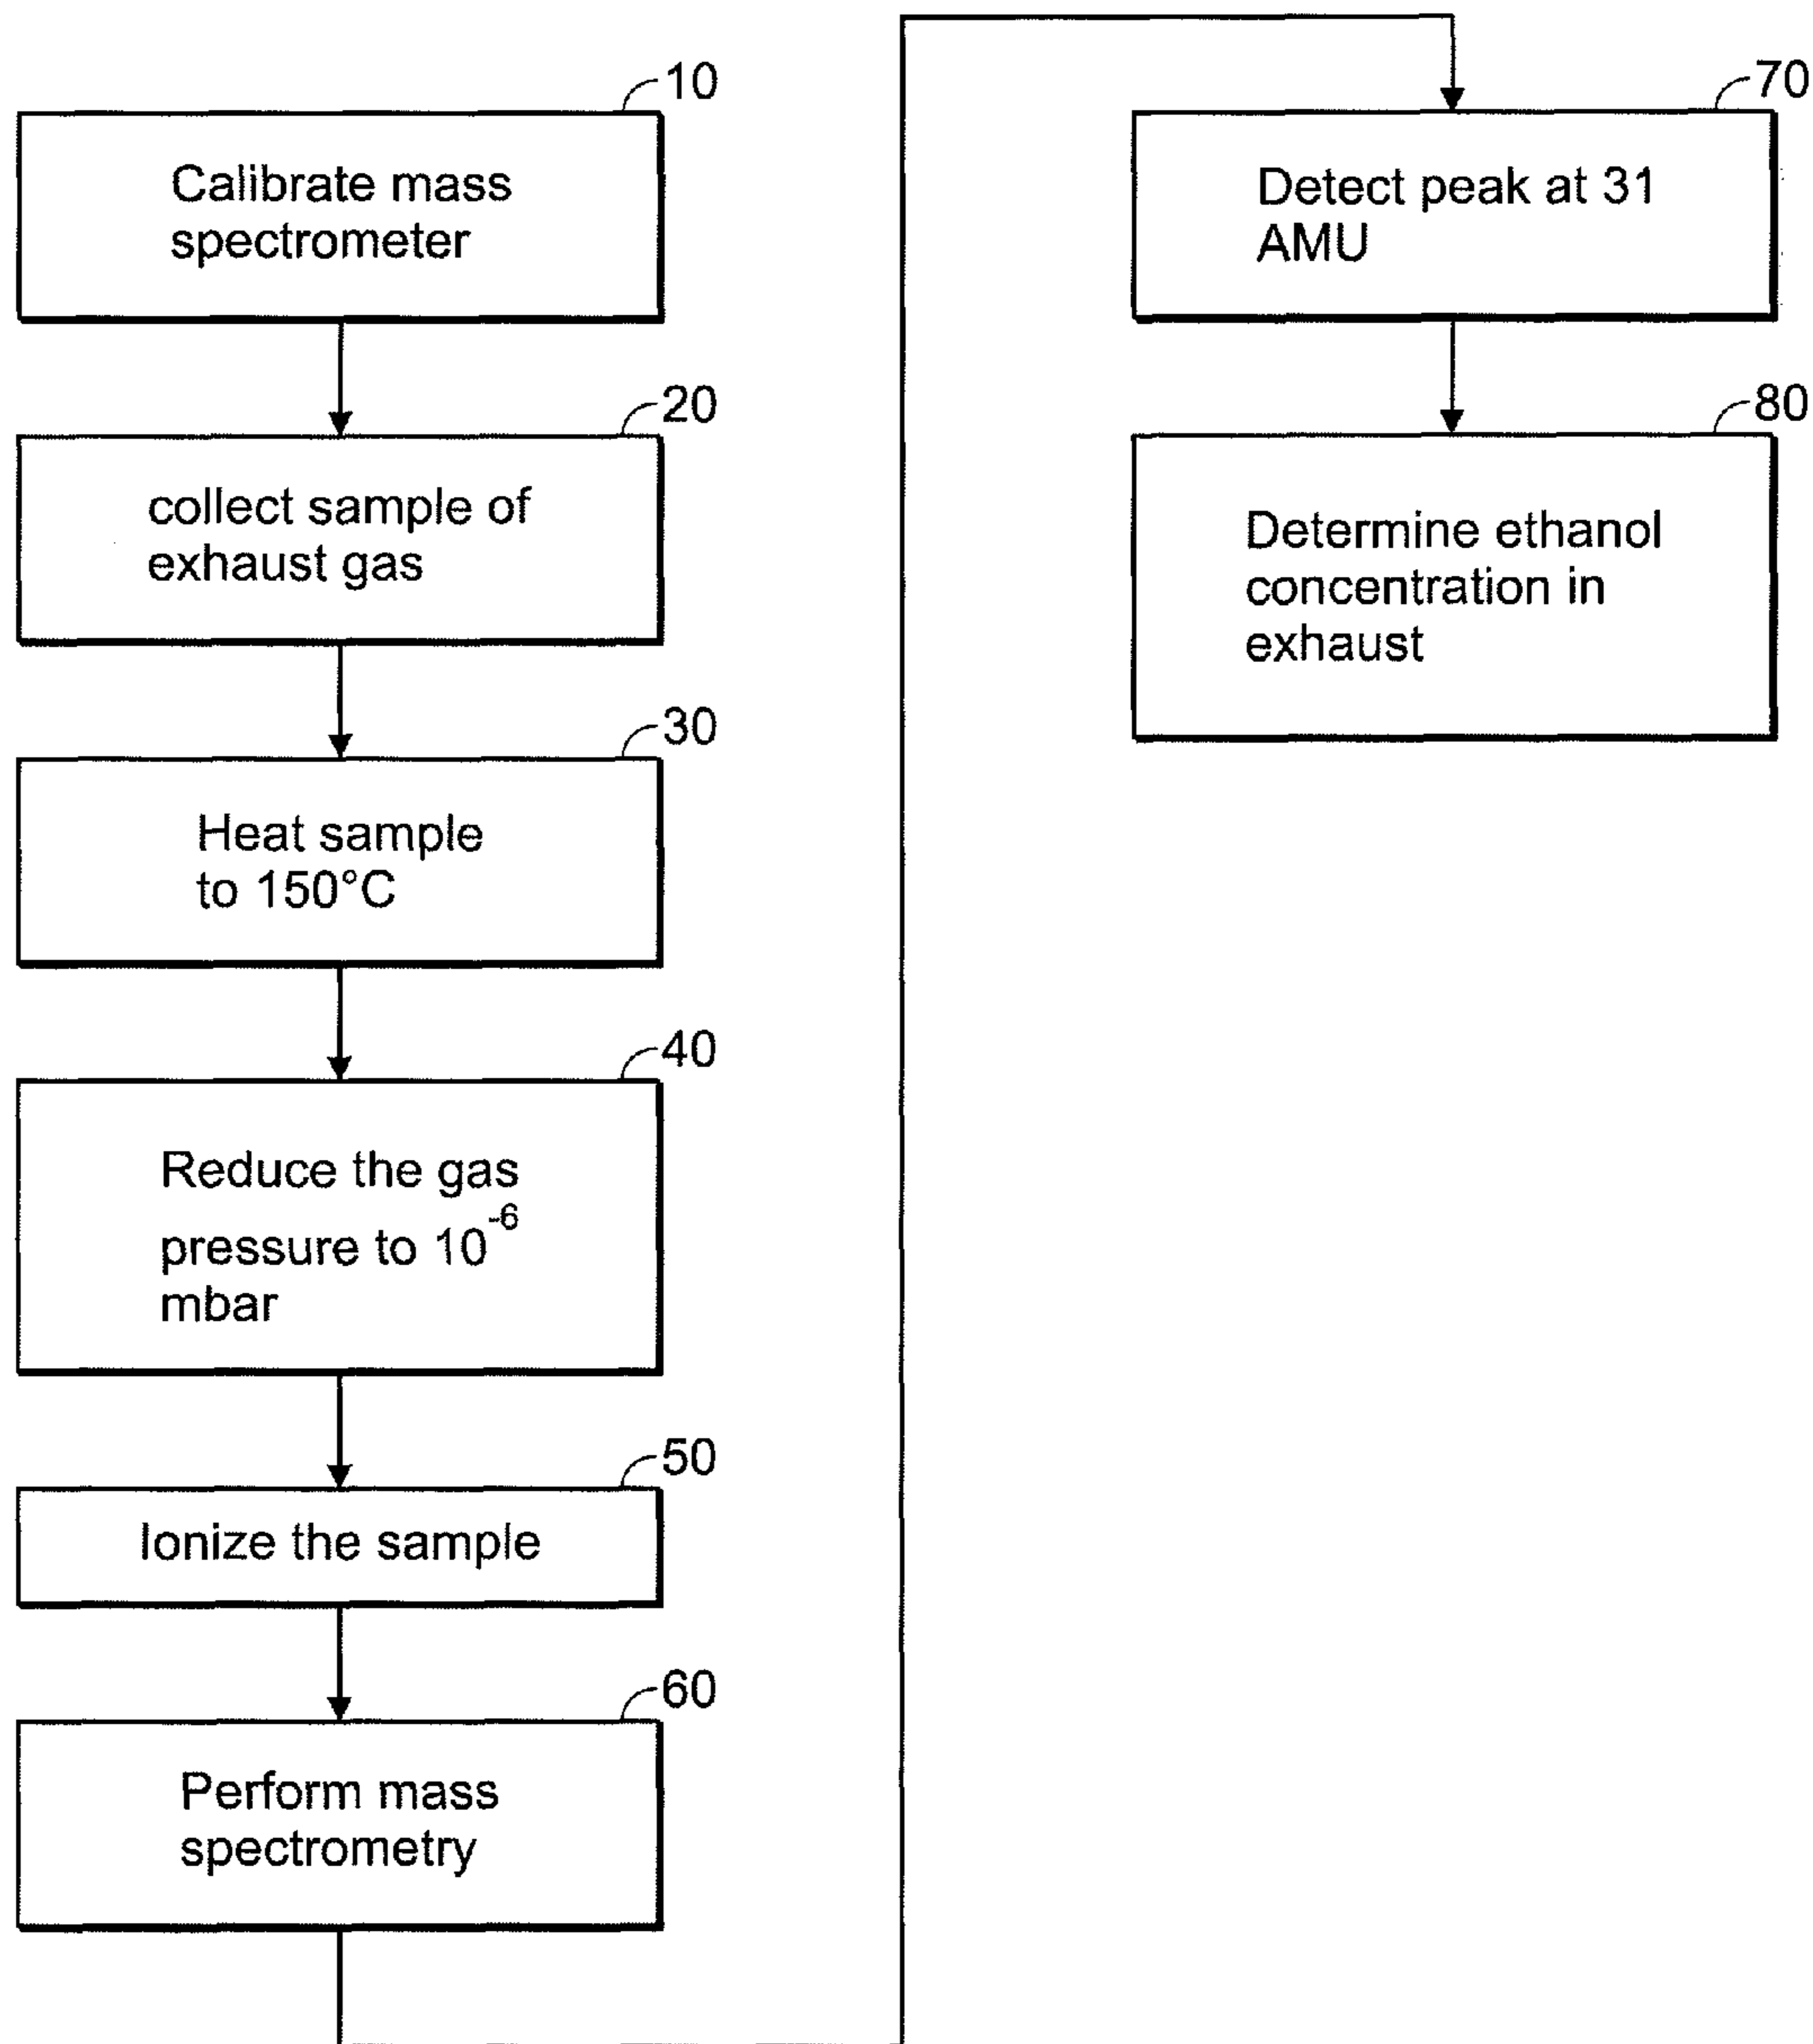 10
Calibrate mass
spectrometer
20
collect sample of
exhaust gas
30
Heat sample
to 150°C
40
Reduce the gas
pressure to 10⁻⁶
mbar
50
Ionize the sample
60
Perform mass
spectrometry
70
Detect peak at 31
AMU
80
Determine ethanol
concentration in
exhaust